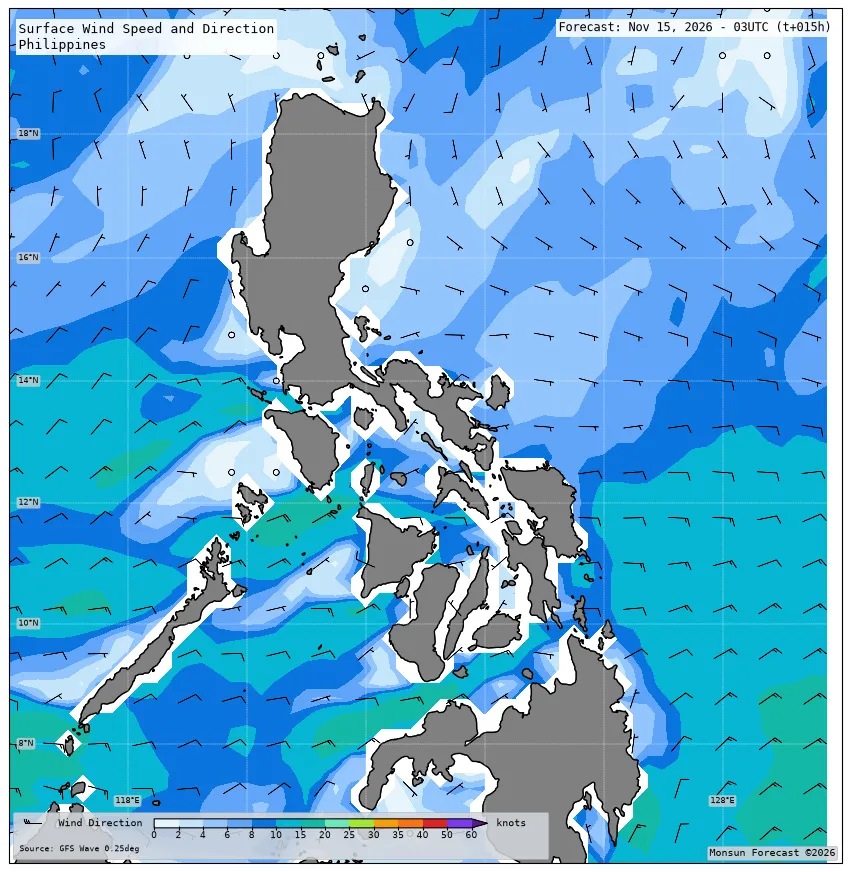 Surface Wind Speed and Direction
Philippines
Forecast: Nov 15, 2026 - 03UTC (t+015h)
18°N
16°N
14°N
12°N
10°N
8°N
118°E
128°E
Wind Direction
0 2 4 6 8 10 15 20 25 30 35 40 50 60
knots
Source: GFS Wave 0.25deg
Monsun Forecast ©2026